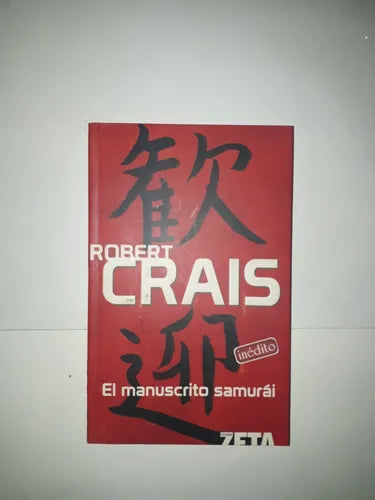 歓
ROBERT
CRAIS
inédito
迎
El manuscrito samurái
ZETA